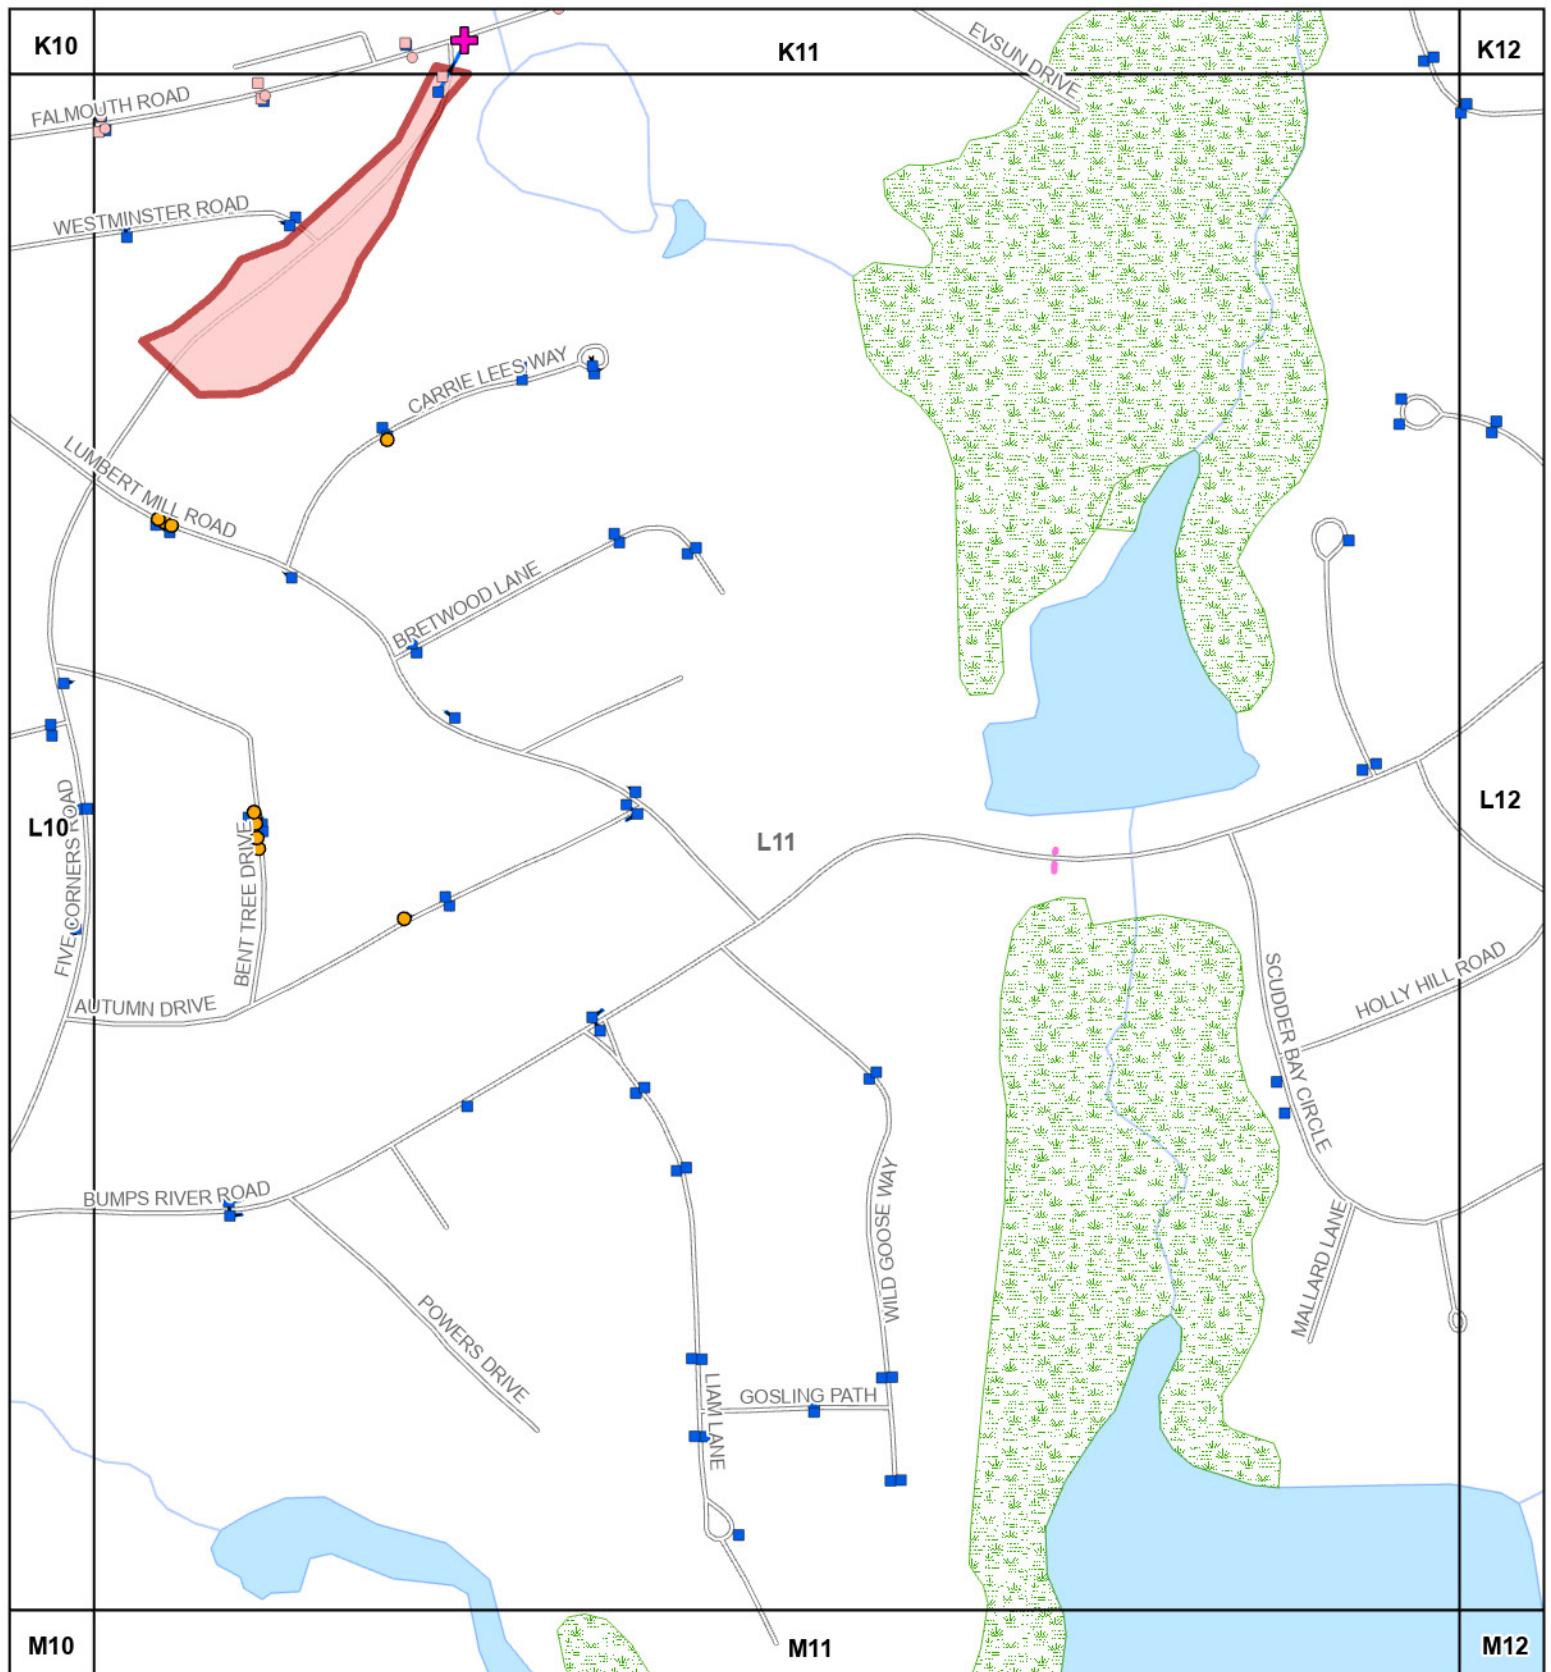 K10
K11
K12
EVSUN DRIVE
FALMOUTH ROAD
WESTMINSTER ROAD
CARRIE LEES WAY
LUMBERT MILL ROAD
BRETWOOD LANE
L10
L11
L12
FIVE CORNERS ROAD
BENT TREE DRIVE
AUTUMN DRIVE
SCUDDER BAY CIRCLE
HOLLY HILL ROAD
BUMPS RIVER ROAD
WILD GOOSE WAY
MALLARD LANE
POWERS DRIVE
LIAM LANE
GOSLING PATH
M10
M11
M12